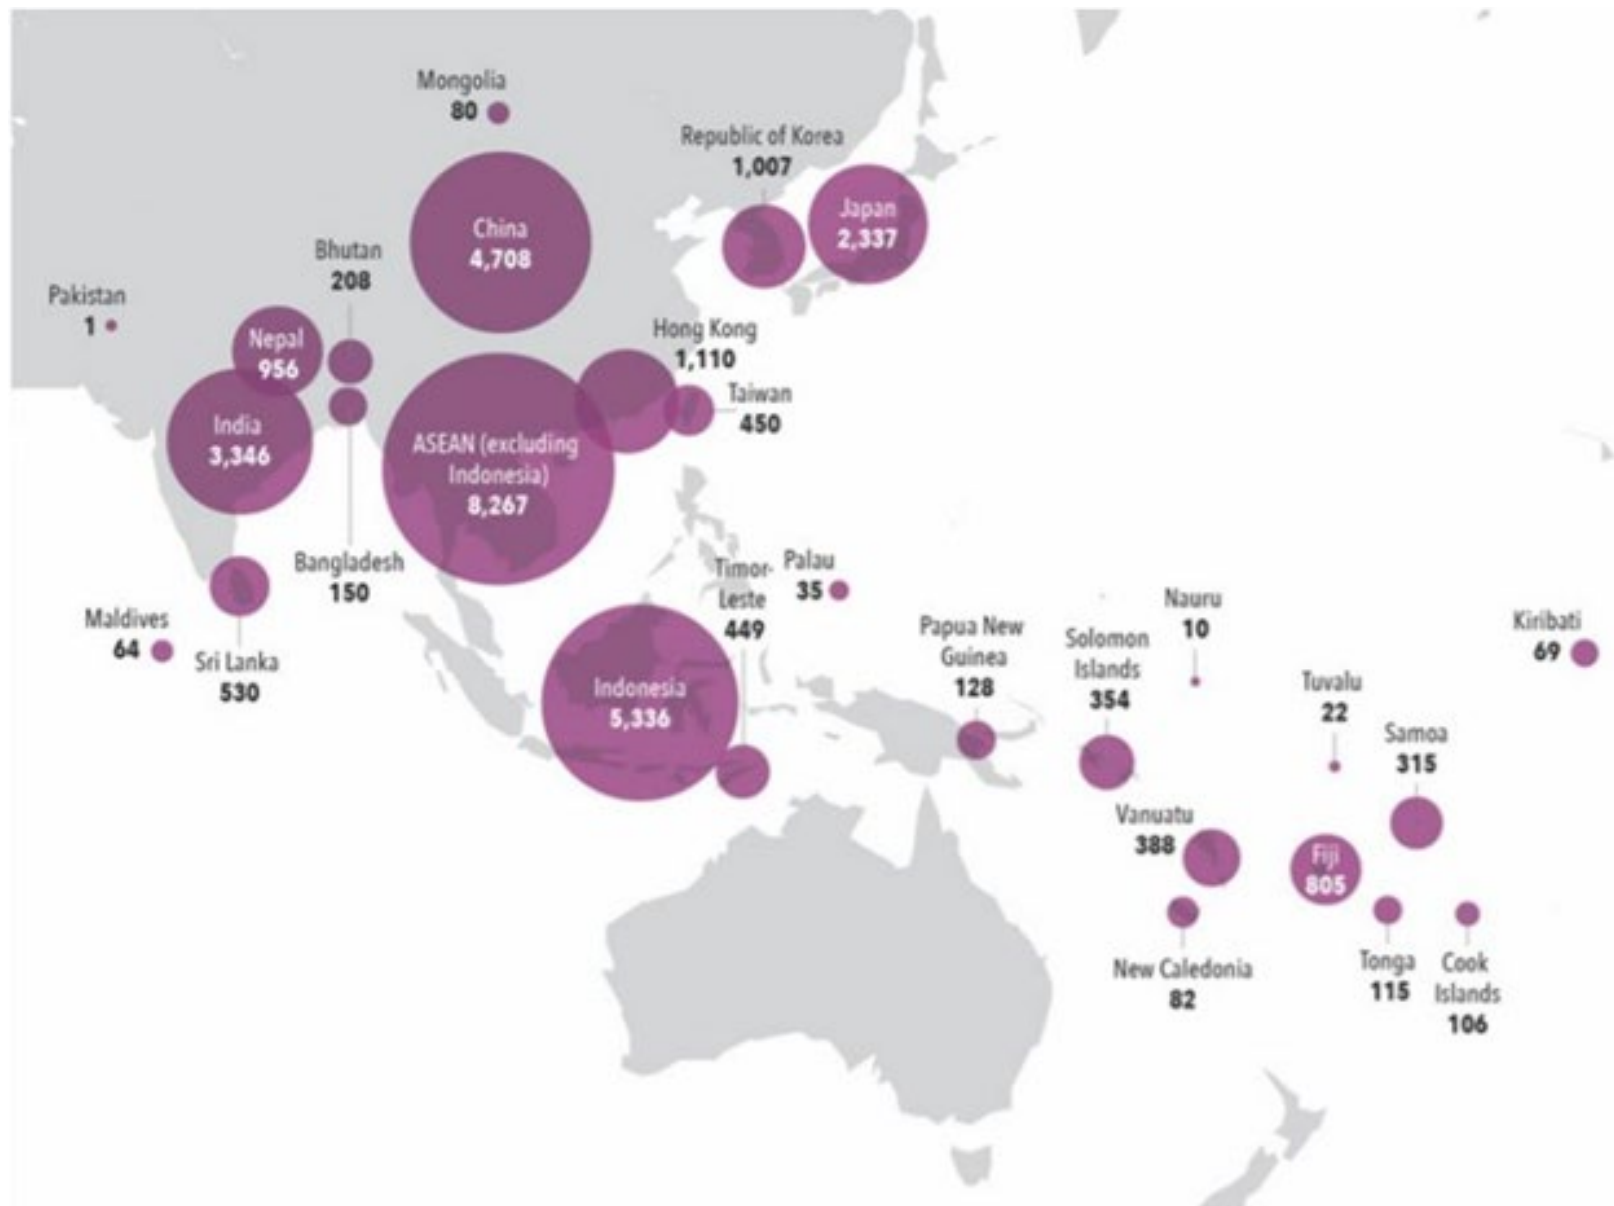 Mongolia
80
Republic of Korea
1,007
Japan
2,337
China
4,708
Bhutan
208
Pakistan
1
Nepal
956
Hong Kong
1,110
Taiwan
450
India
3,346
ASEAN (excluding
Indonesia)
8,267
Bangladesh
150
Timor-
Leste
449
Palau
35
Maldives
64
Sri Lanka
530
Indonesia
5,336
Papua New
Guinea
128
Solomon
Islands
354
Nauru
10
Kiribati
69
Tuvalu
22
Samoa
315
Vanuatu
388
Fiji
805
New Caledonia
82
Tonga
115
Cook
Islands
106